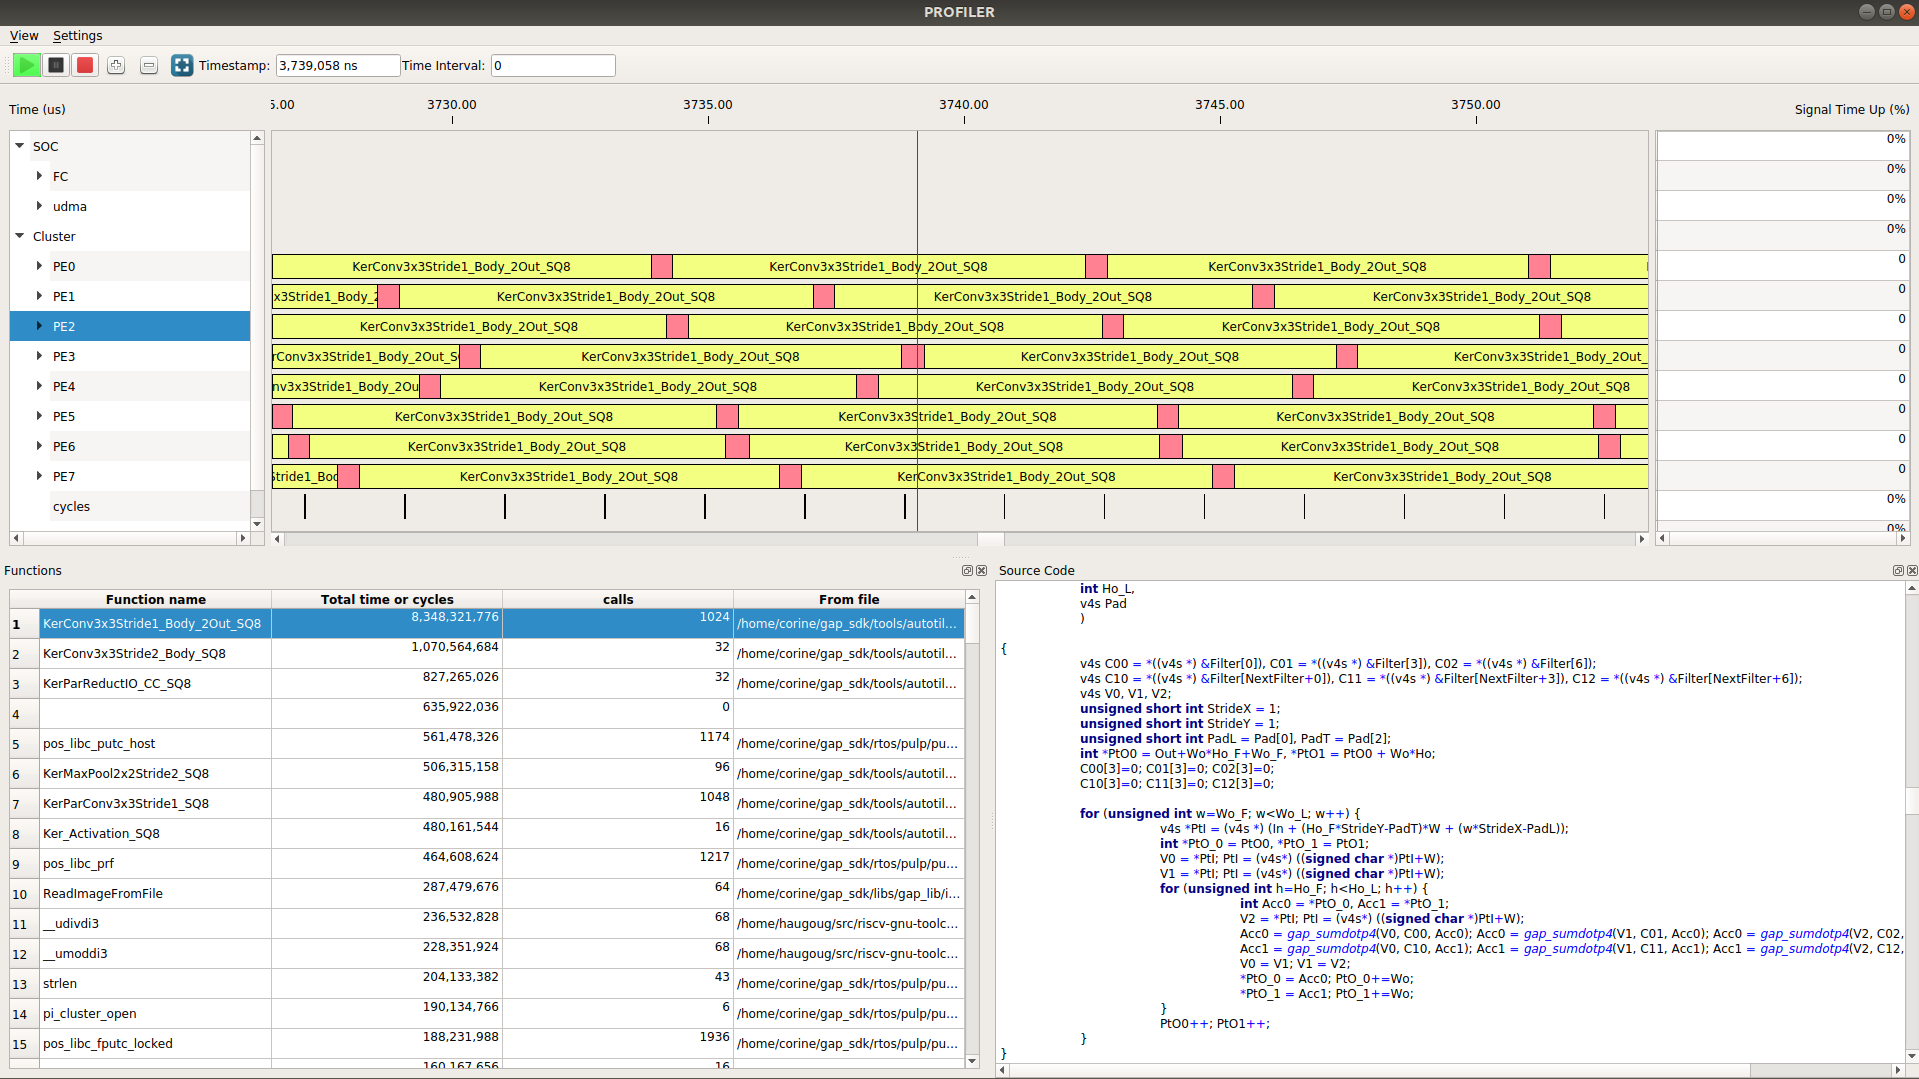 PROFILER
View Settings
Timestamp: 3,739,058 ns Time Interval: 0
Time (us) 5.00 3730.00 3735.00 3740.00 3745.00 3750.00 Signal Time Up (%)
SOC 0%
FC 0%
udma 0%
Cluster 0%
PE0 KerConv3x3Stride1_Body_2Out_SQ8 KerConv3x3Stride1_Body_2Out_SQ8 KerConv3x3Stride1_Body_2Out_SQ8 0
PE1 x3Stride1_Body_2 KerConv3x3Stride1_Body_2Out_SQ8 KerConv3x3Stride1_Body_2Out_SQ8 KerConv3x3Stride1_Body_2Out_SQ8 0
PE2 KerConv3x3Stride1_Body_2Out_SQ8 KerConv3x3Stride1_Body_2Out_SQ8 KerConv3x3Stride1_Body_2Out_SQ8 0
PE3 rConv3x3Stride1_Body_2Out_S KerConv3x3Stride1_Body_2Out_SQ8 KerConv3x3Stride1_Body_2Out_SQ8 KerConv3x3Stride1_Body_2Out_ 0
PE4 nv3x3Stride1_Body_2Ou KerConv3x3Stride1_Body_2Out_SQ8 KerConv3x3Stride1_Body_2Out_SQ8 KerConv3x3Stride1_Body_2Out_SQ8 0
PE5 KerConv3x3Stride1_Body_2Out_SQ8 KerConv3x3Stride1_Body_2Out_SQ8 KerConv3x3Stride1_Body_2Out_SQ8 0
PE6 KerConv3x3Stride1_Body_2Out_SQ8 KerConv3x3Stride1_Body_2Out_SQ8 KerConv3x3Stride1_Body_2Out_SQ8 0
PE7 Stride1_Bod KerConv3x3Stride1_Body_2Out_SQ8 KerConv3x3Stride1_Body_2Out_SQ8 KerConv3x3Stride1_Body_2Out_SQ8 0
cycles 0%
0%
Functions
Function name Total time or cycles calls From file
1 KerConv3x3Stride1_Body_2Out_SQ8 8,348,321,776 1024 /home/corine/gap_sdk/tools/autotil...
2 KerConv3x3Stride2_Body_SQ8 1,070,564,684 32 /home/corine/gap_sdk/tools/autotil...
3 KerParReductIO_CC_SQ8 827,265,026 32 /home/corine/gap_sdk/tools/autotil...
4 635,922,036 0
5 pos_libc_putc_host 561,478,326 1174 /home/corine/gap_sdk/rtos/pulp/pu...
6 KerMaxPool2x2Stride2_SQ8 506,315,158 96 /home/corine/gap_sdk/tools/autotil...
7 KerParConv3x3Stride1_SQ8 480,905,988 1048 /home/corine/gap_sdk/tools/autotil...
8 Ker_Activation_SQ8 480,161,544 16 /home/corine/gap_sdk/tools/autotil...
9 pos_libc_prf 464,608,624 1217 /home/corine/gap_sdk/rtos/pulp/pu...
10 ReadImageFromFile 287,479,676 64 /home/corine/gap_sdk/libs/gap_lib/i...
11 __udivdi3 236,532,828 68 /home/haugoug/src/riscv-gnu-toolc...
12 __umoddi3 228,351,924 68 /home/haugoug/src/riscv-gnu-toolc...
13 strlen 204,133,382 43 /home/corine/gap_sdk/rtos/pulp/pu...
14 pi_cluster_open 190,134,766 6 /home/corine/gap_sdk/rtos/pulp/pu...
15 pos_libc_fputc_locked 188,231,988 1936 /home/corine/gap_sdk/rtos/pulp/pu...
160,167,656 16
Source Code
int Ho_L,
v4s Pad
)
{
v4s C00 = *((v4s *) &Filter[0]), C01 = *((v4s *) &Filter[3]), C02 = *((v4s *) &Filter[6]);
v4s C10 = *((v4s *) &Filter[NextFilter+0]), C11 = *((v4s *) &Filter[NextFilter+3]), C12 = *((v4s *) &Filter[NextFilter+6]);
v4s V0, V1, V2;
unsigned short int StrideX = 1;
unsigned short int StrideY = 1;
unsigned short int PadL = Pad[0], PadT = Pad[2];
int *PtO0 = Out+Wo*Ho_F+Wo_F, *PtO1 = PtO0 + Wo*Ho;
C00[3]=0; C01[3]=0; C02[3]=0;
C10[3]=0; C11[3]=0; C12[3]=0;
for (unsigned int w=Wo_F; w<Wo_L; w++) {
v4s *PtI = (v4s *) (In + (Ho_F*StrideY-PadT)*W + (w*StrideX-PadL));
int *PtO_0 = PtO0, *PtO_1 = PtO1;
V0 = *PtI; PtI = (v4s*) ((signed char *)PtI+W);
V1 = *PtI; PtI = (v4s*) ((signed char *)PtI+W);
for (unsigned int h=Ho_F; h<Ho_L; h++) {
int Acc0 = *PtO_0, Acc1 = *PtO_1;
V2 = *PtI; PtI = (v4s*) ((signed char *)PtI+W);
Acc0 = gap_sumdotp4(V0, C00, Acc0); Acc0 = gap_sumdotp4(V1, C01, Acc0); Acc0 = gap_sumdotp4(V2, C02,
Acc1 = gap_sumdotp4(V0, C10, Acc1); Acc1 = gap_sumdotp4(V1, C11, Acc1); Acc1 = gap_sumdotp4(V2, C12,
V0 = V1; V1 = V2;
*PtO_0 = Acc0; PtO_0+=Wo;
*PtO_1 = Acc1; PtO_1+=Wo;
}
PtO0++; PtO1++;
}
}